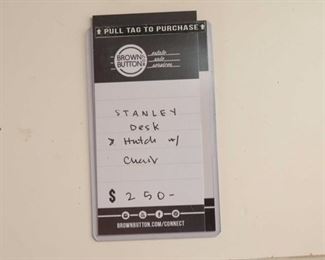 PULL TAG TO PURCHASE
BROWN
BUTTON
estate
sale
services
STANLEY
Desk
& Hutch w/
Chair
$ 250-
BROWNBUTTON.COM/CONNECT